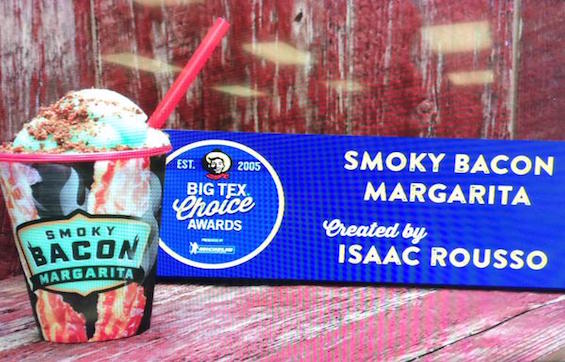 SMOKY
BACON
MARGARITA
EST. 2005
BIG TEX
Choice
AWARDS
SMOKY BACON
MARGARITA
Created by
ISAAC ROUSSO